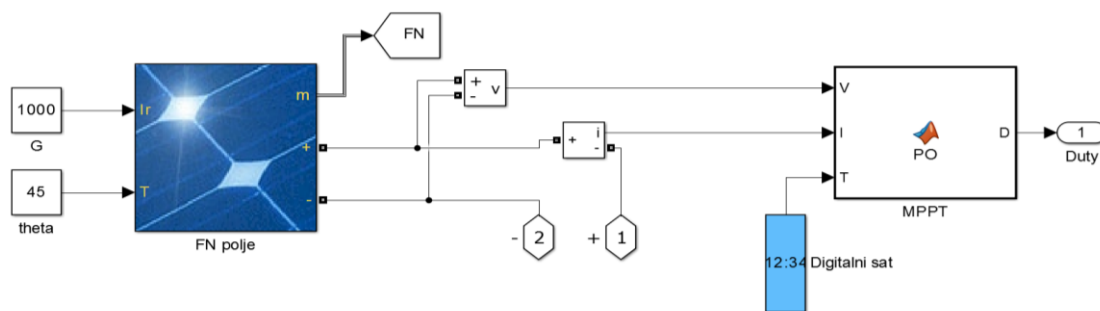 FN
1000
G
45
theta
Ir
T
m
+
-
FN polje
+
-
v
+
i
-
- 2
+ 1
V
I
T
PO
D
MPPT
1
Duty
12:34 Digitalni sat